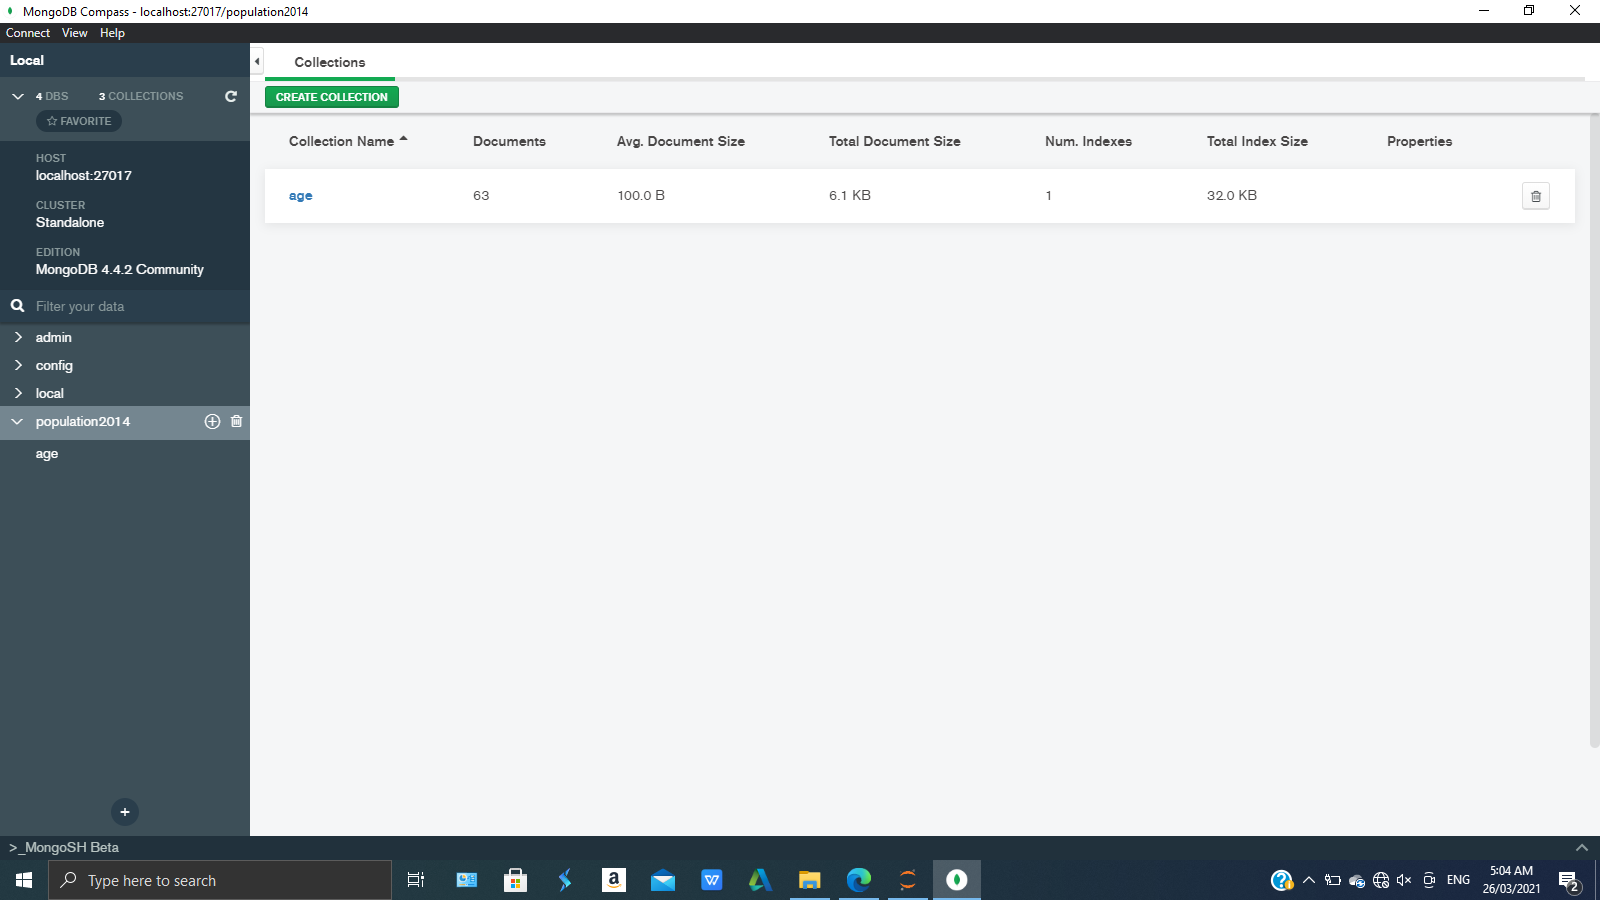 MongoDB Compass - localhost:27017/population2014
Connect View Help
Local
4 DBS 3 COLLECTIONS
FAVORITE
HOST
localhost:27017
CLUSTER
Standalone
EDITION
MongoDB 4.4.2 Community
Filter your data
admin
config
local
population2014
age
>_MongoSH Beta
Collections
CREATE COLLECTION
Collection Name Documents Avg. Document Size Total Document Size Num. Indexes Total Index Size Properties
age 63 100.0 B 6.1 KB 1 32.0 KB
Type here to search
ENG
5:04 AM
26/03/2021
2